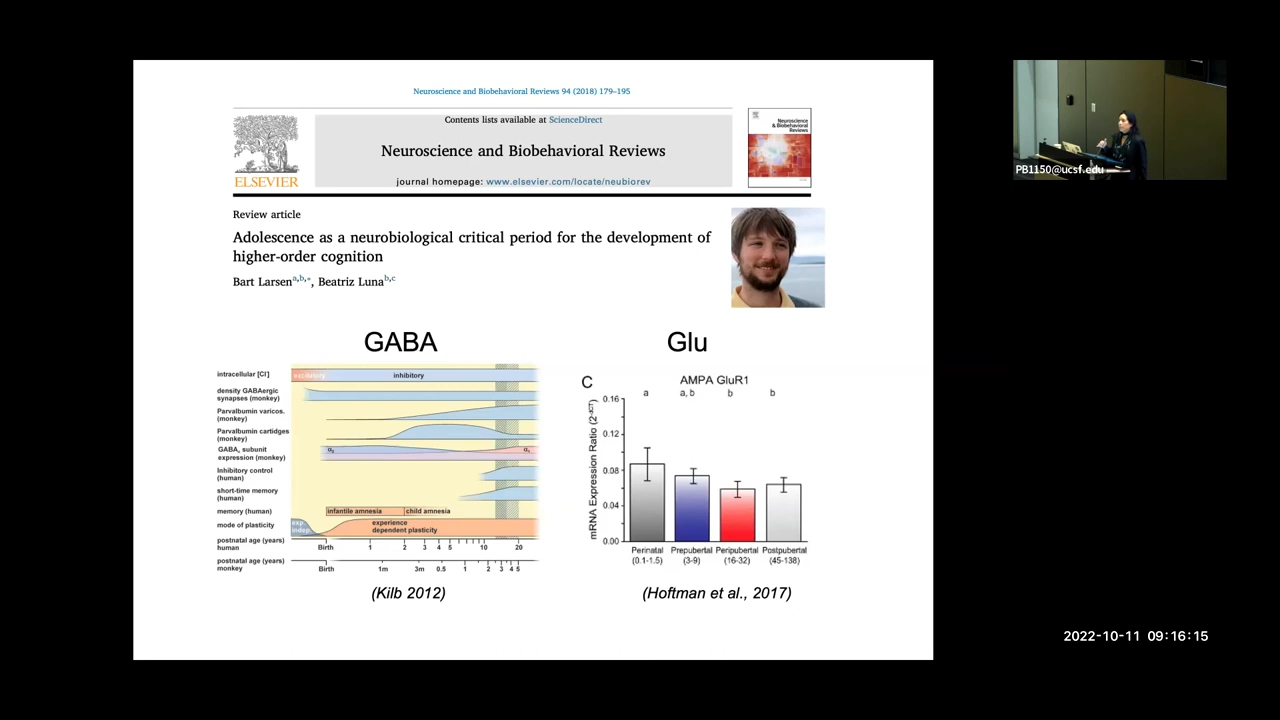 Neuroscience and Biobehavioral Reviews 94 (2018) 179–195
Contents lists available at ScienceDirect
Neuroscience and Biobehavioral Reviews
journal homepage: www.elsevier.com/locate/neubiorev
ELSEVIER
Neuroscience
& Biobehavioral
Reviews
PB1150@ucsf.edu
Review article
Adolescence as a neurobiological critical period for the development of
higher-order cognition
Bart Larsen a,b,*, Beatriz Luna b,c
GABA
Glu
intracellular [Cl⁻]
excitatory
inhibitory
density GABAergic
synapses (monkey)
Parvalbumin varicos.
(monkey)
Parvalbumin cartidges
(monkey)
GABAA subunit
expression (monkey)
α2
α1
Inhibitory control
(human)
short-time memory
(human)
memory (human)
infantile amnesia
child amnesia
mode of plasticity
exp.
indep.
experience
dependent plasticity
postnatal age (years)
human
Birth 1 2 3 4 5 10 20
postnatal age (years)
monkey
Birth 1m 3m 0.5 1 2 3 4 5
(Kilb 2012)
C
AMPA GluR1
a a, b b b
mRNA Expression Ratio (2^-dCT)
0.16
0.12
0.08
0.04
0.00
Perinatal Prepubertal Peripubertal Postpubertal
(0.1-1.5) (3-9) (16-32) (45-138)
(Hoftman et al., 2017)
2022-10-11 09:16:15